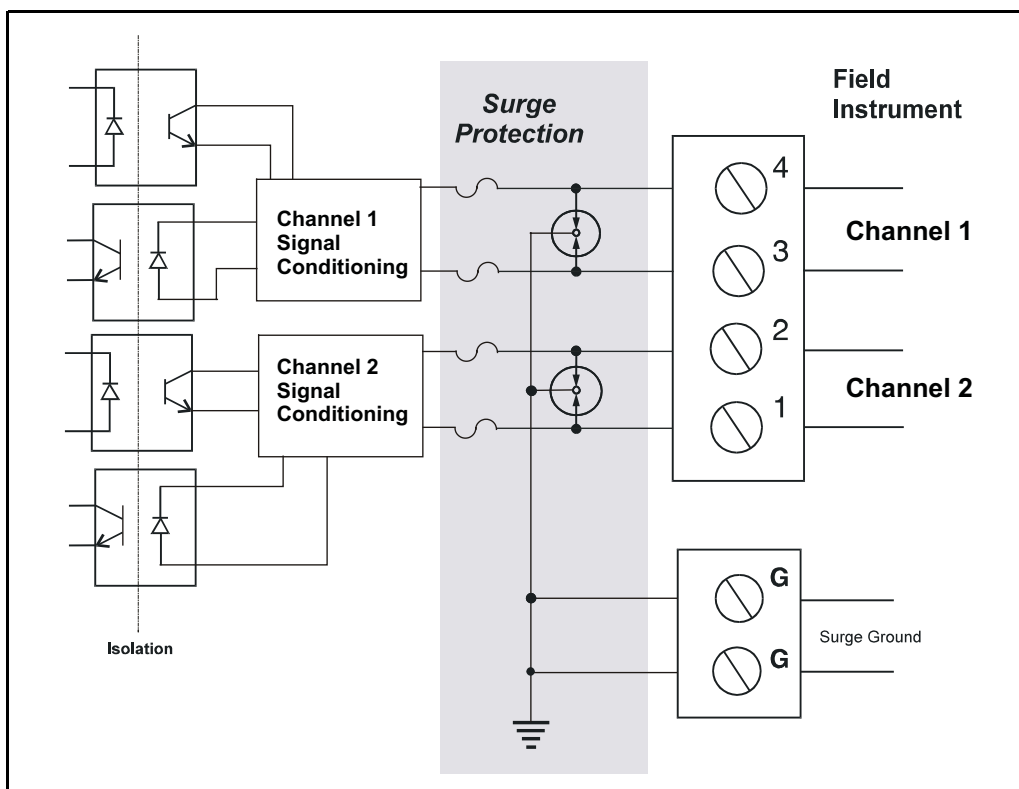 Surge
Protection
Field
Instrument
Channel 1
Signal
Conditioning
4
Channel 1
3
Channel 2
Signal
Conditioning
2
Channel 2
1
G
Surge Ground
G
Isolation